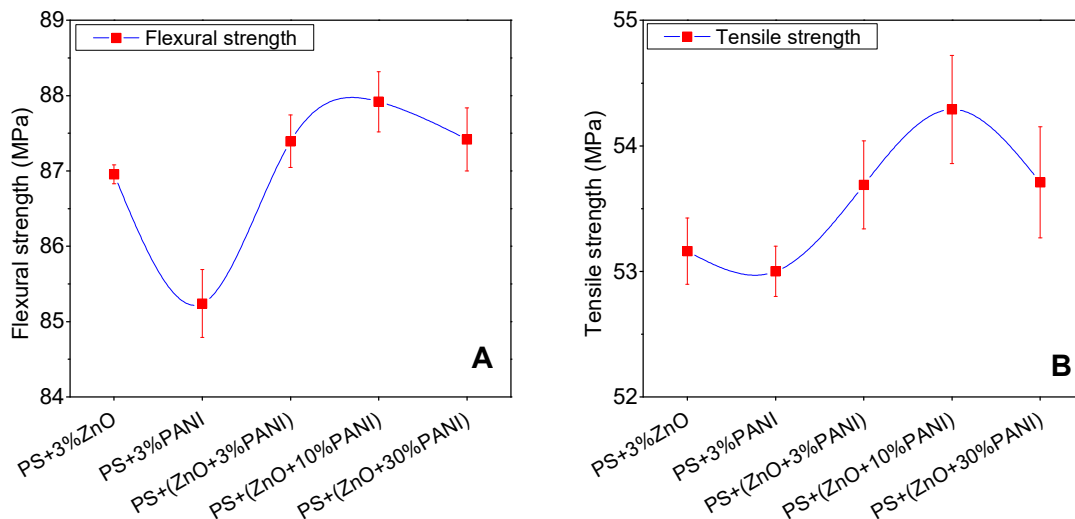 89
88
87
86
85
84
Flexural strength (MPa)
Flexural strength
A
PS+3%ZnO
PS+3%PANI
PS+(ZnO+3%PANI)
PS+(ZnO+10%PANI)
PS+(ZnO+30%PANI)
55
54
53
52
Tensile strength (MPa)
Tensile strength
B
PS+3%ZnO
PS+3%PANI
PS+(ZnO+3%PANI)
PS+(ZnO+10%PANI)
PS+(ZnO+30%PANI)